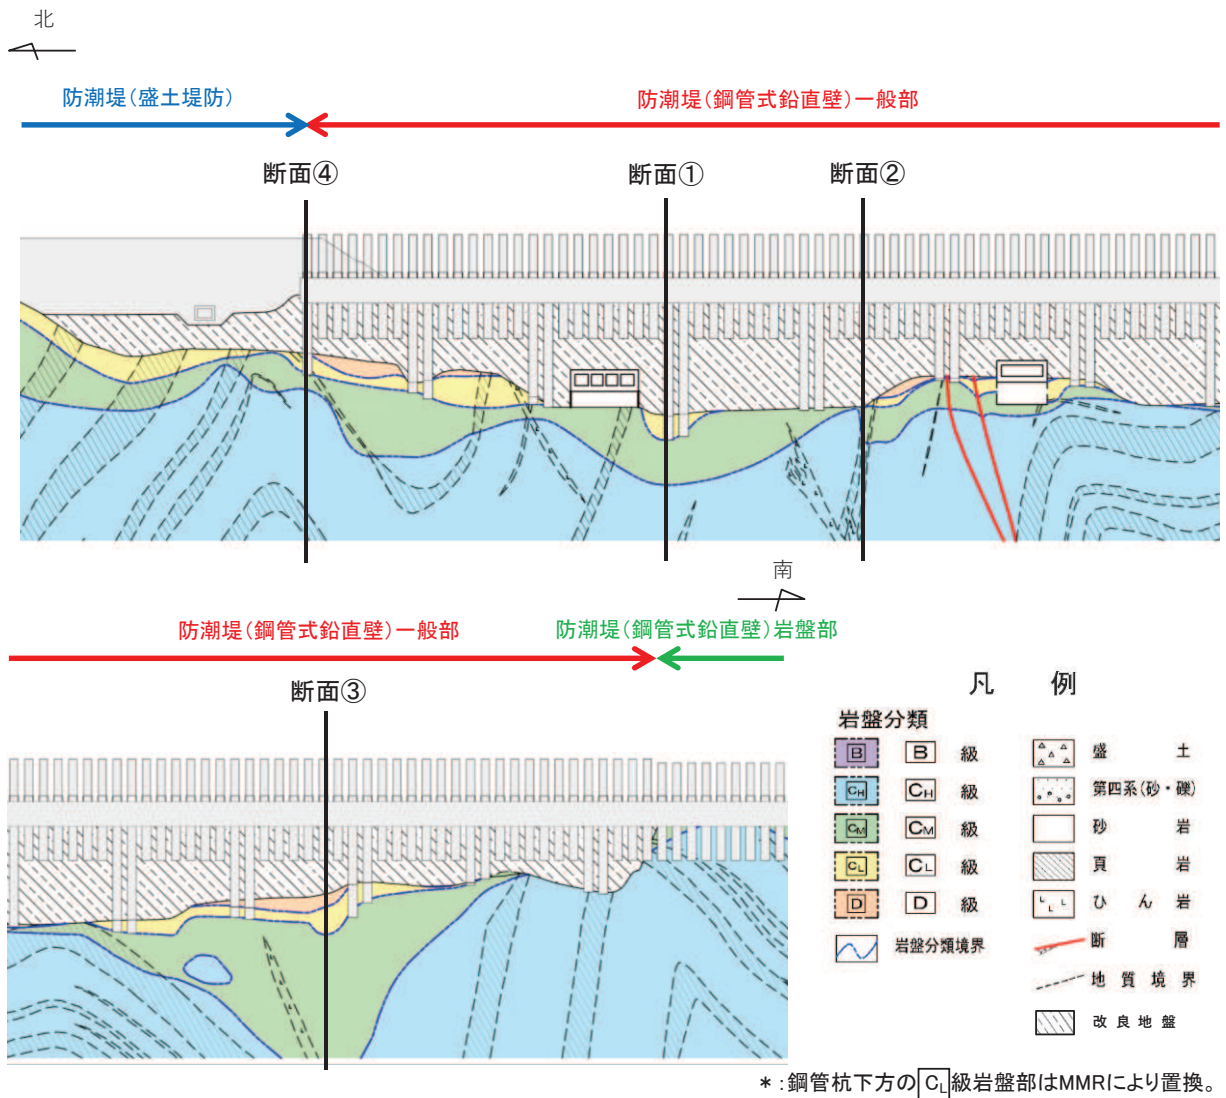 北
防潮堤(盛土堤防)
防潮堤(鋼管式鉛直壁)一般部
断面④
断面①
断面②
南
防潮堤(鋼管式鉛直壁)一般部
防潮堤(鋼管式鉛直壁)岩盤部
断面③
凡 例
岩盤分類
B B 級
CH CH 級
CM CM 級
CL CL 級
D D 級
岩盤分類境界
盛 土
第四系(砂・礫)
砂 岩
頁 岩
ひ ん 岩
断 層
地 質 境 界
改 良 地 盤
*:鋼管杭下方のCL級岩盤部はMMRにより置換。